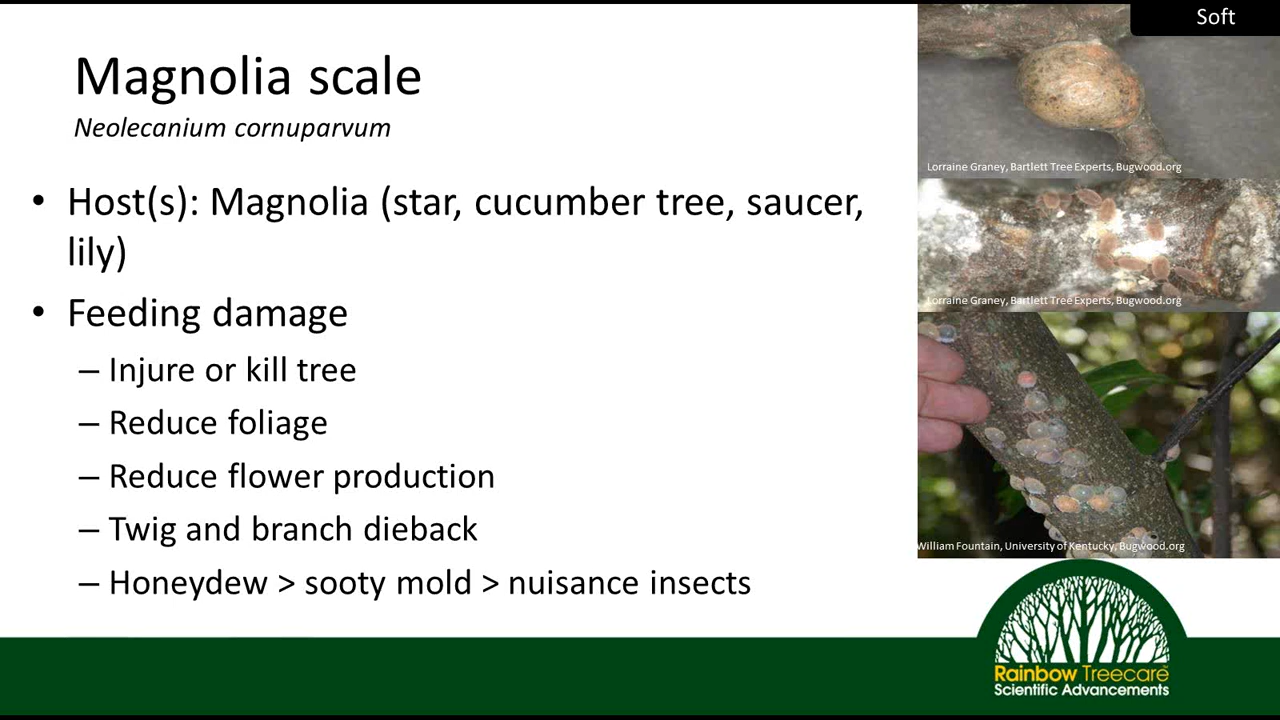 Soft
Magnolia scale
Neolecanium cornuparvum
• Host(s): Magnolia (star, cucumber tree, saucer,
lily)
• Feeding damage
– Injure or kill tree
– Reduce foliage
– Reduce flower production
– Twig and branch dieback
– Honeydew > sooty mold > nuisance insects
Lorraine Graney, Bartlett Tree Experts, Bugwood.org
Lorraine Graney, Bartlett Tree Experts, Bugwood.org
William Fountain, University of Kentucky, Bugwood.org
Rainbow Treecare
Scientific Advancements